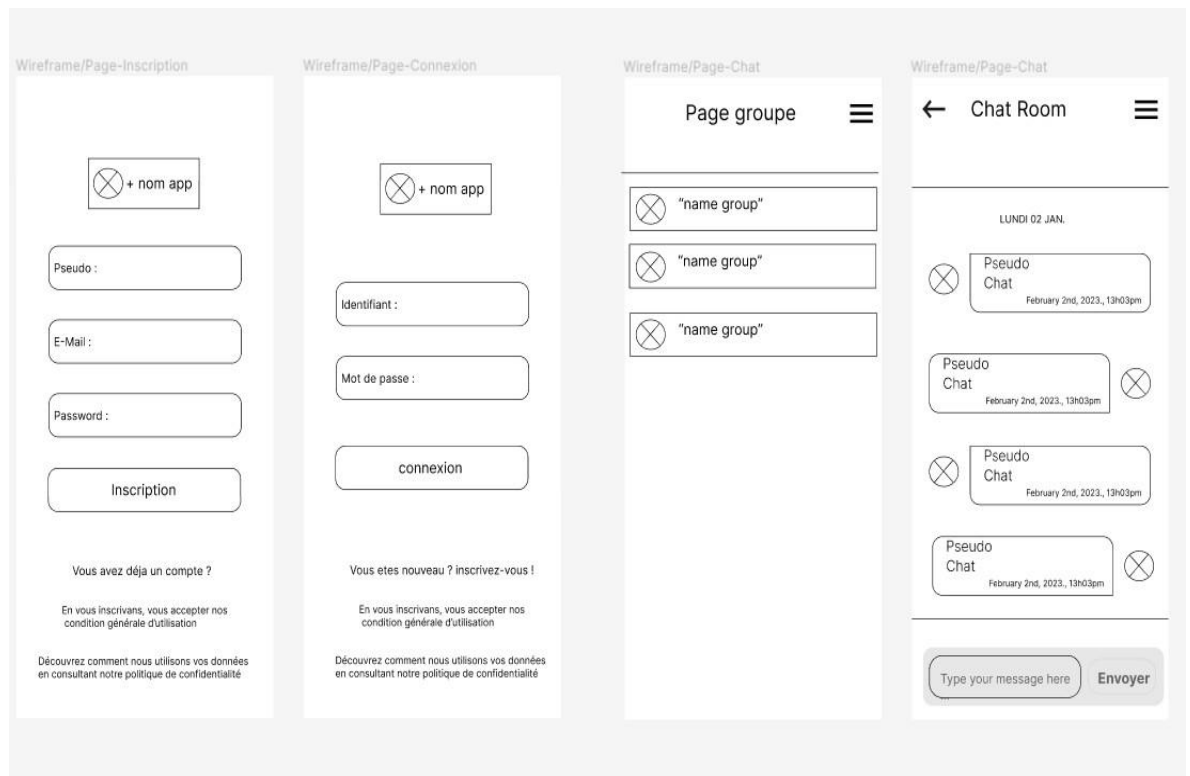 Wireframe/Page-Inscription
+ nom app
Pseudo :
E-Mail :
Password :
Inscription
Vous avez déja un compte ?
En vous inscrivans, vous accepter nos
condition générale d'utilisation
Découvrez comment nous utilisons vos données
en consultant notre politique de confidentialité
Wireframe/Page-Connexion
+ nom app
Identifiant :
Mot de passe :
connexion
Vous etes nouveau ? inscrivez-vous !
En vous inscrivans, vous accepter nos
condition générale d'utilisation
Découvrez comment nous utilisons vos données
en consultant notre politique de confidentialité
Wireframe/Page-Chat
Page groupe
"name group"
"name group"
"name group"
Wireframe/Page-Chat
Chat Room
LUNDI 02 JAN.
Pseudo
Chat
February 2nd, 2023., 13h03pm
Pseudo
Chat
February 2nd, 2023., 13h03pm
Pseudo
Chat
February 2nd, 2023., 13h03pm
Pseudo
Chat
February 2nd, 2023., 13h03pm
Type your message here
...
Envoyer